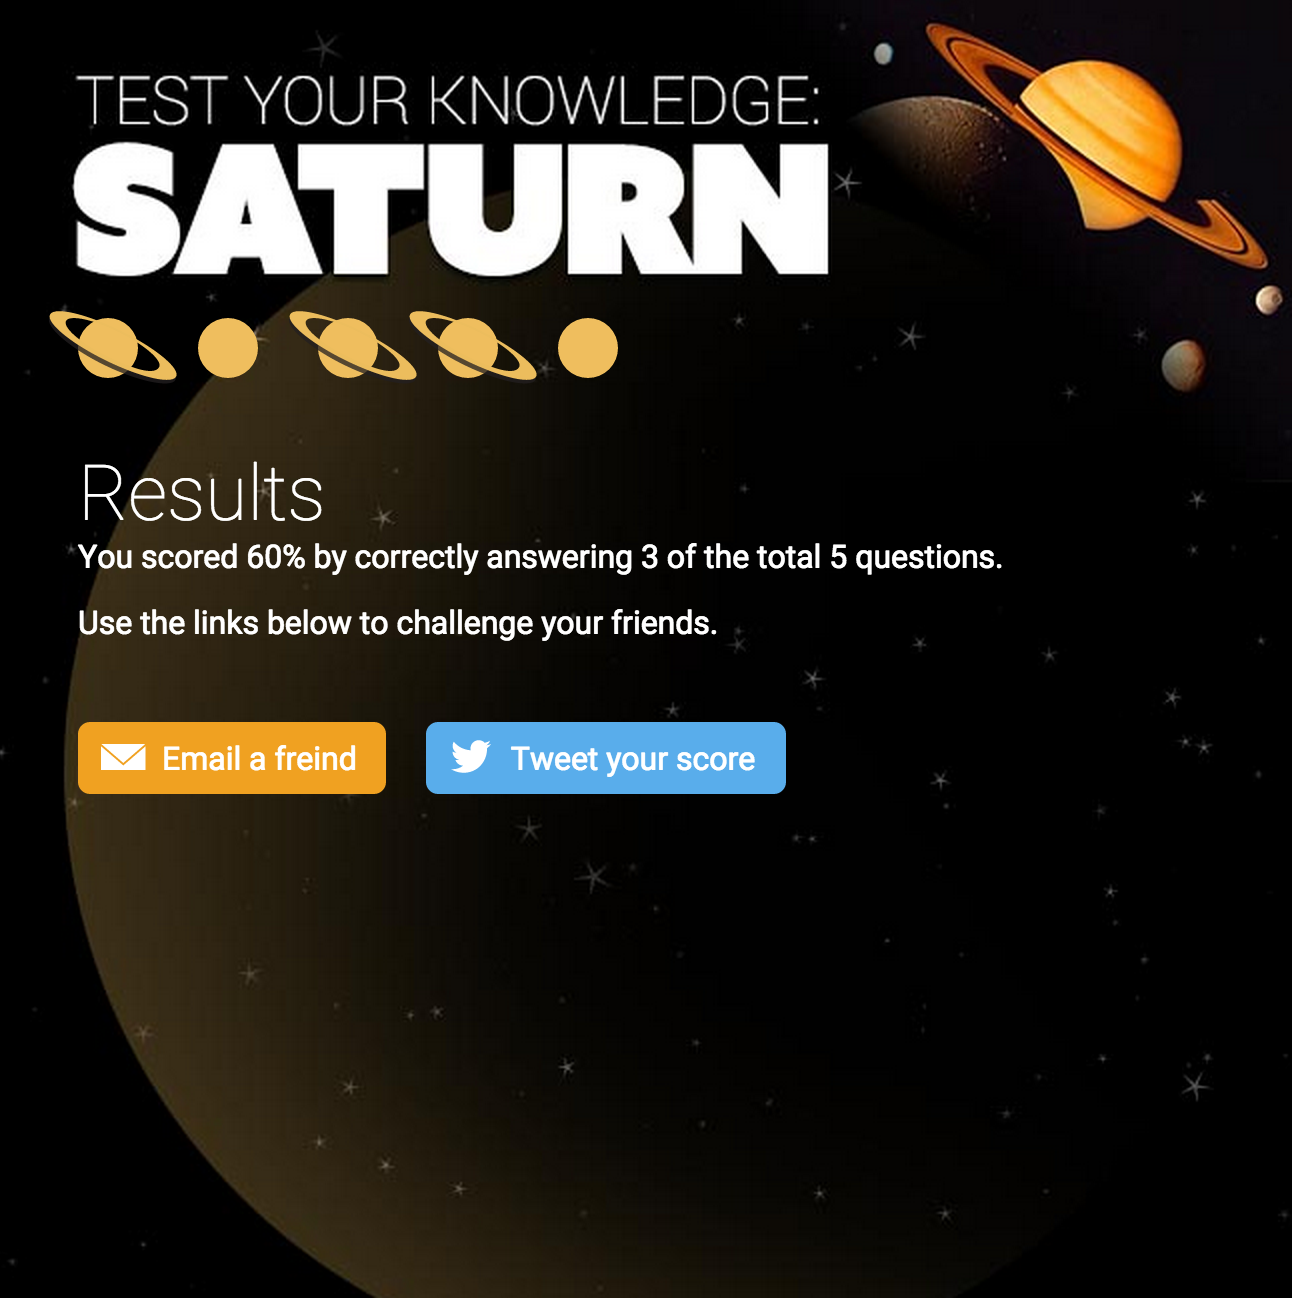 TEST YOUR KNOWLEDGE:
SATURN
Results
You scored 60% by correctly answering 3 of the total 5 questions.
Use the links below to challenge your friends.
Email a freind
Tweet your score